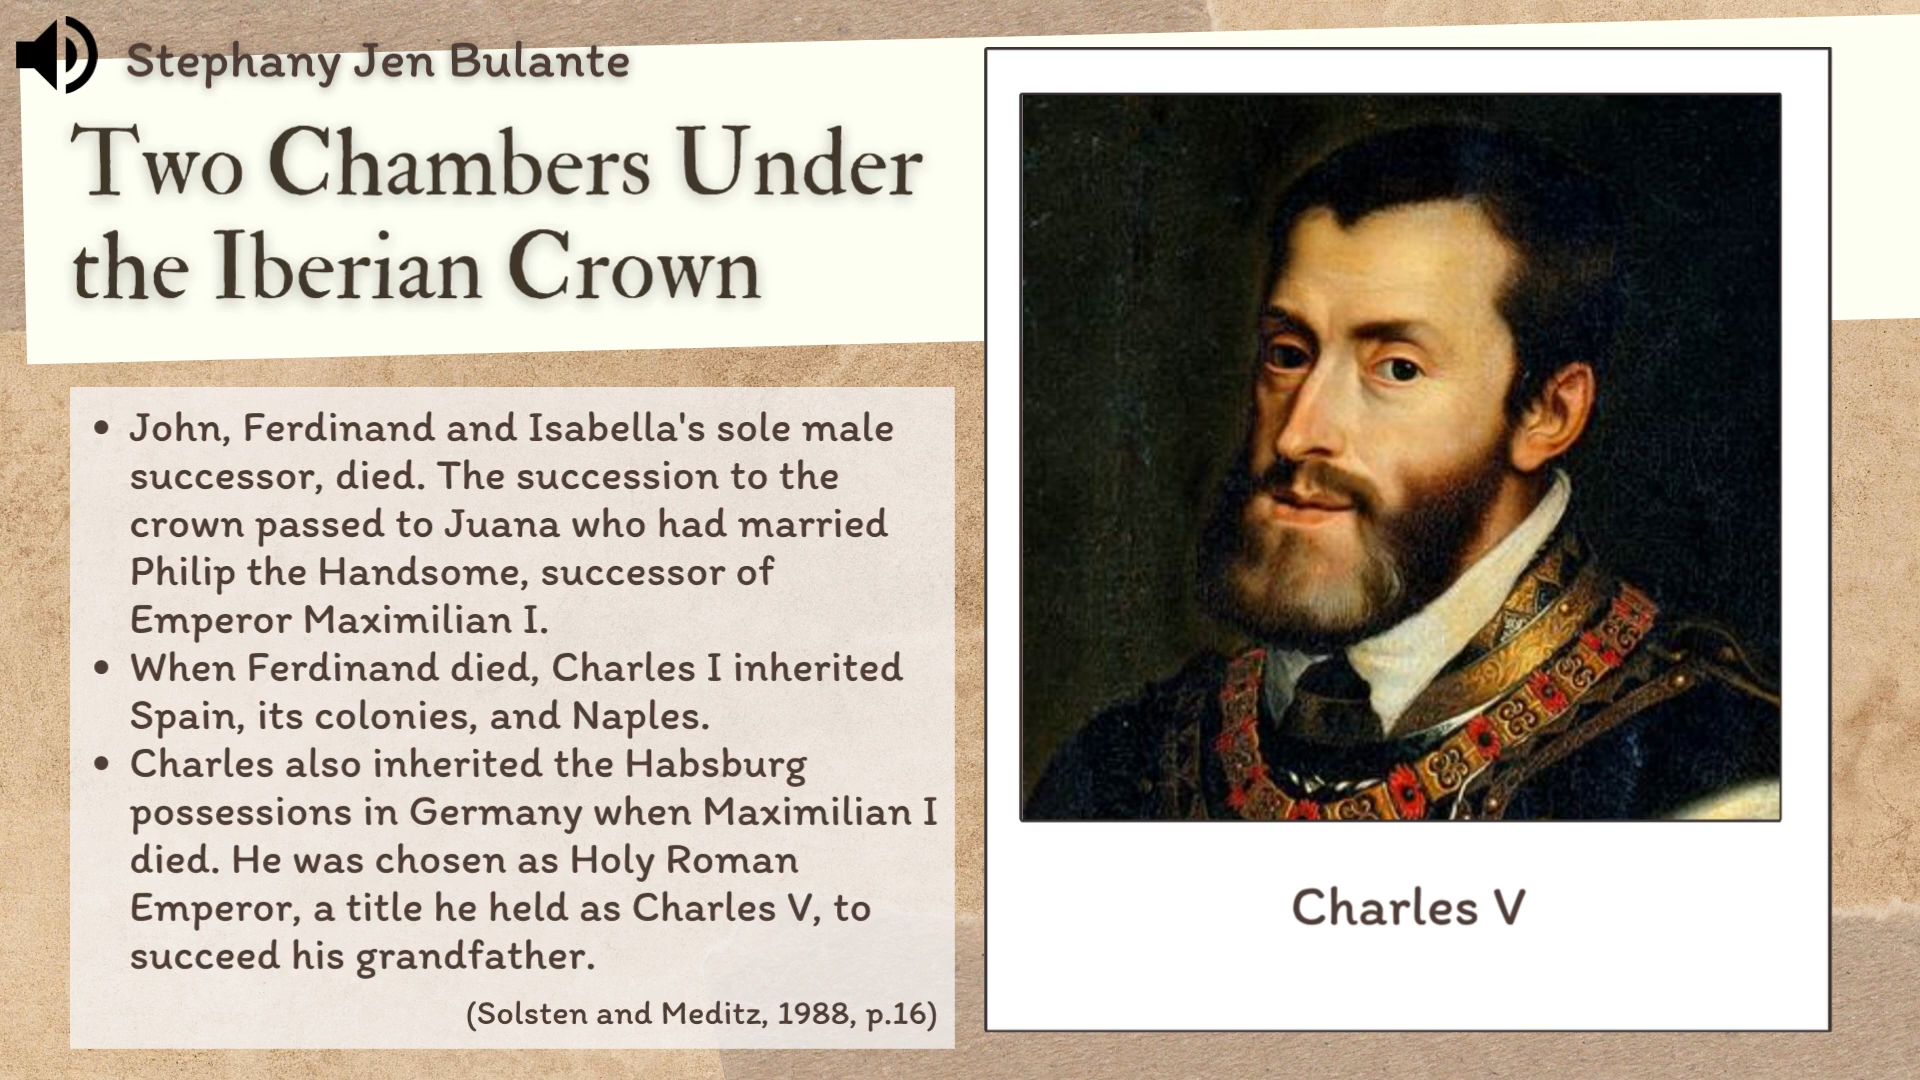 Stephany Jen Bulante
Two Chambers Under
the Iberian Crown
• John, Ferdinand and Isabella's sole male
successor, died. The succession to the
crown passed to Juana who had married
Philip the Handsome, successor of
Emperor Maximilian I.
• When Ferdinand died, Charles I inherited
Spain, its colonies, and Naples.
• Charles also inherited the Habsburg
possessions in Germany when Maximilian I
died. He was chosen as Holy Roman
Emperor, a title he held as Charles V, to
succeed his grandfather.
(Solsten and Meditz, 1988, p.16)
Charles V